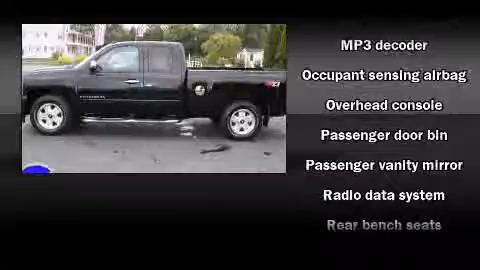 MP3 decoder
Occupant sensing airbag
Overhead console
Passenger door bin
Passenger vanity mirror
Radio data system
Rear bench seats